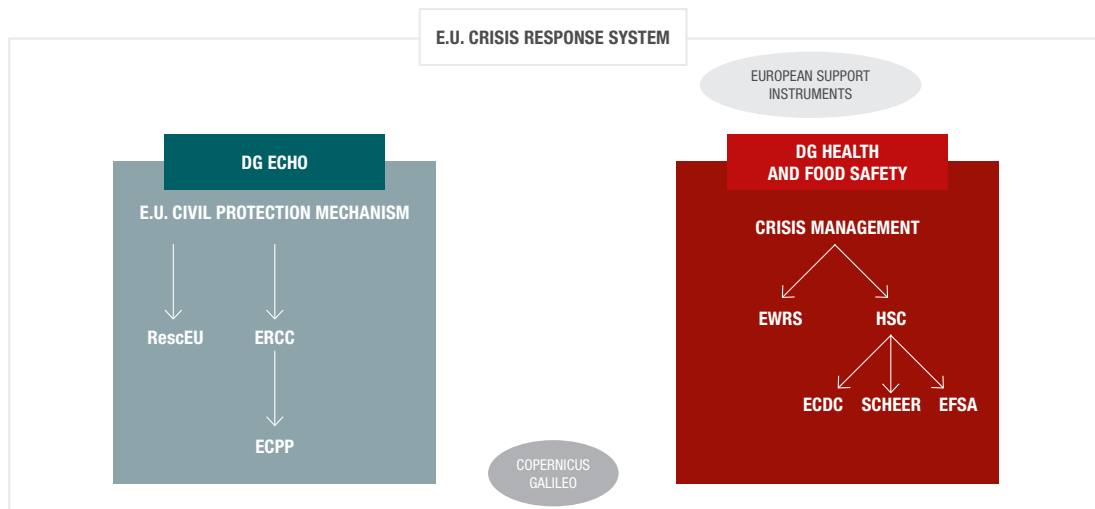 E.U. CRISIS RESPONSE SYSTEM
EUROPEAN SUPPORT
INSTRUMENTS
DG ECHO
E.U. CIVIL PROTECTION MECHANISM
RescEU
ERCC
ECPP
DG HEALTH
AND FOOD SAFETY
CRISIS MANAGEMENT
EWRS
HSC
ECDC
SCHEER
EFSA
COPERNICUS
GALILEO